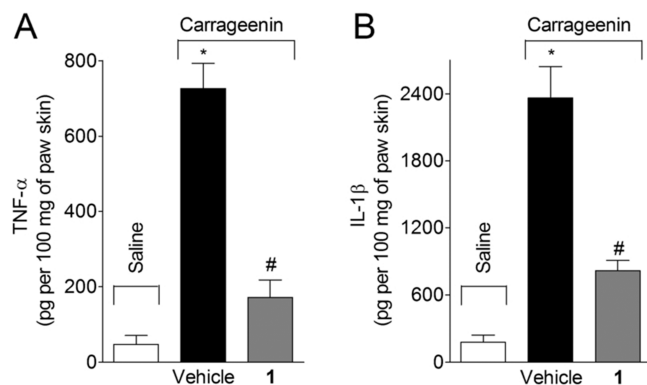 A
Carrageenin
*
800
600
400
200
0
TNF-α
(pg per 100 mg of paw skin)
Saline
#
Vehicle
1
B
Carrageenin
*
2400
1800
1200
600
0
IL-1β
(pg per 100 mg of paw skin)
Saline
#
Vehicle
1